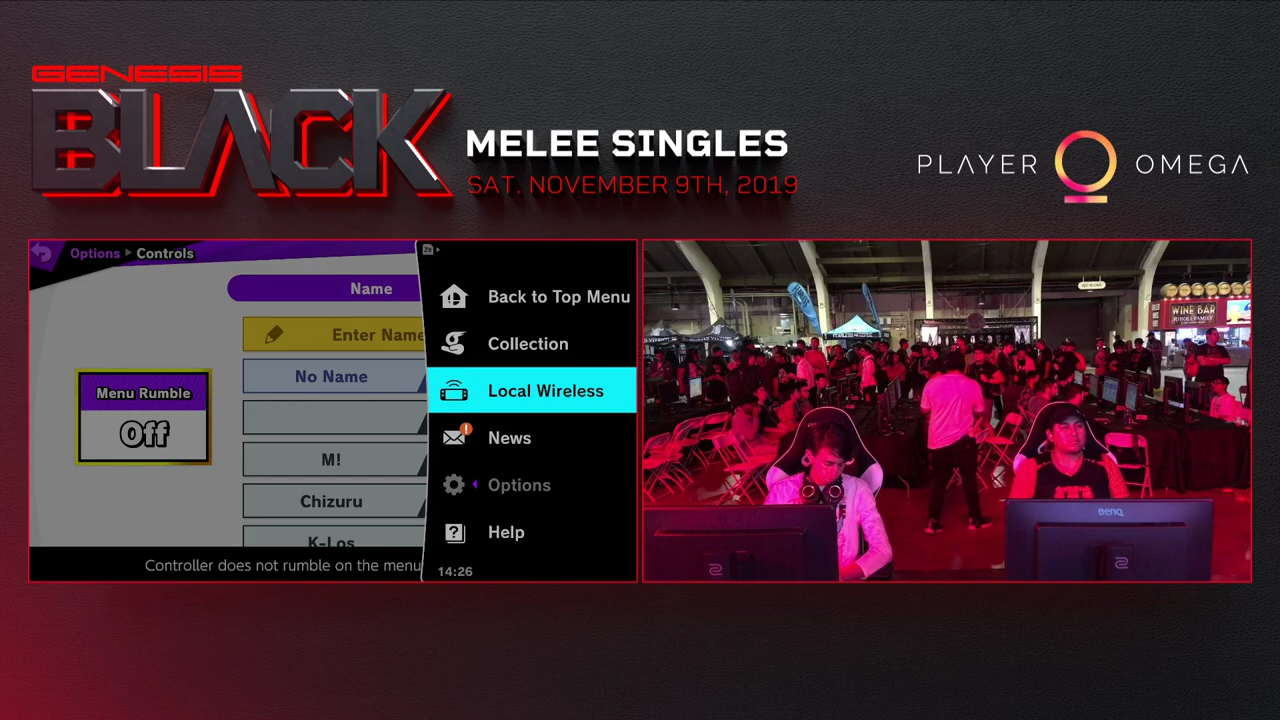 GENESIS
BLACK
MELEE SINGLES
SAT. NOVEMBER 9TH, 2019
PLAYER OMEGA
Options ▸ Controls
Name
Enter Name
No Name
M!
Chizuru
K-Los
Menu Rumble
Off
Controller does not rumble on the menu
ZR
Back to Top Menu
Collection
Local Wireless
News
Options
Help
14:26
WINE BAR
BENQ